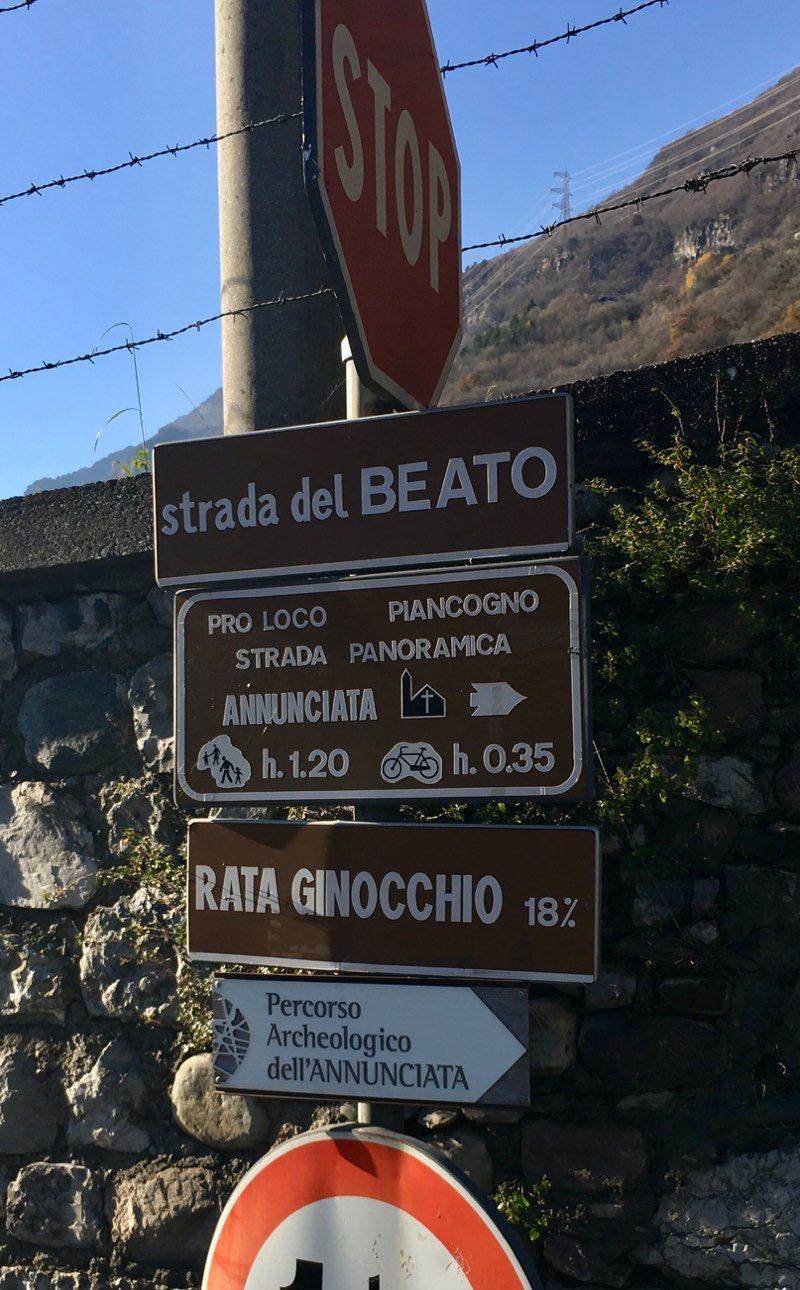 STOP
strada del BEATO
PRO LOCO PIANCOGNO
STRADA PANORAMICA
ANNUNCIATA
h.1.20 h.0.35
RATA GINOCCHIO 18%
Percorso
Archeologico
dell'ANNUNCIATA